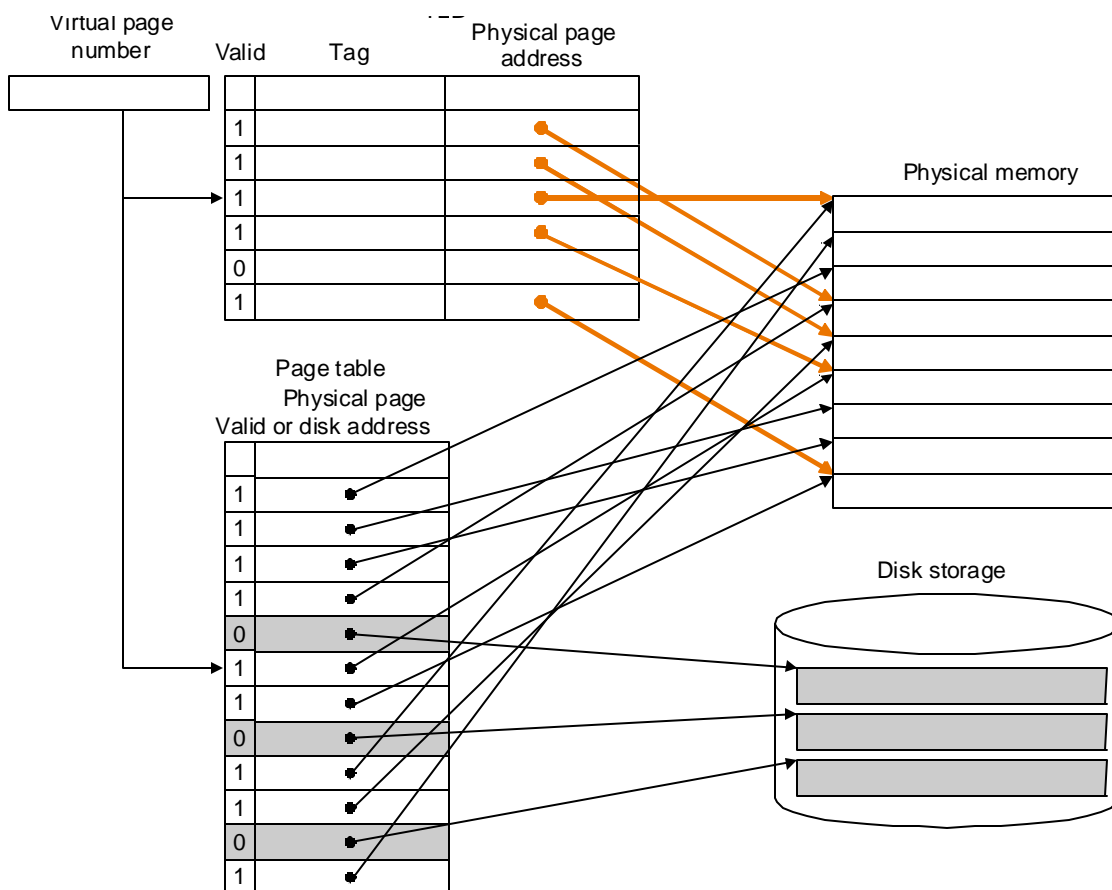 Virtual page
number
Valid
Tag
Physical page
address
1
1
1
1
0
1
Physical memory
Page table
Physical page
Valid or disk address
1
1
1
1
0
1
1
0
1
1
0
1
Disk storage